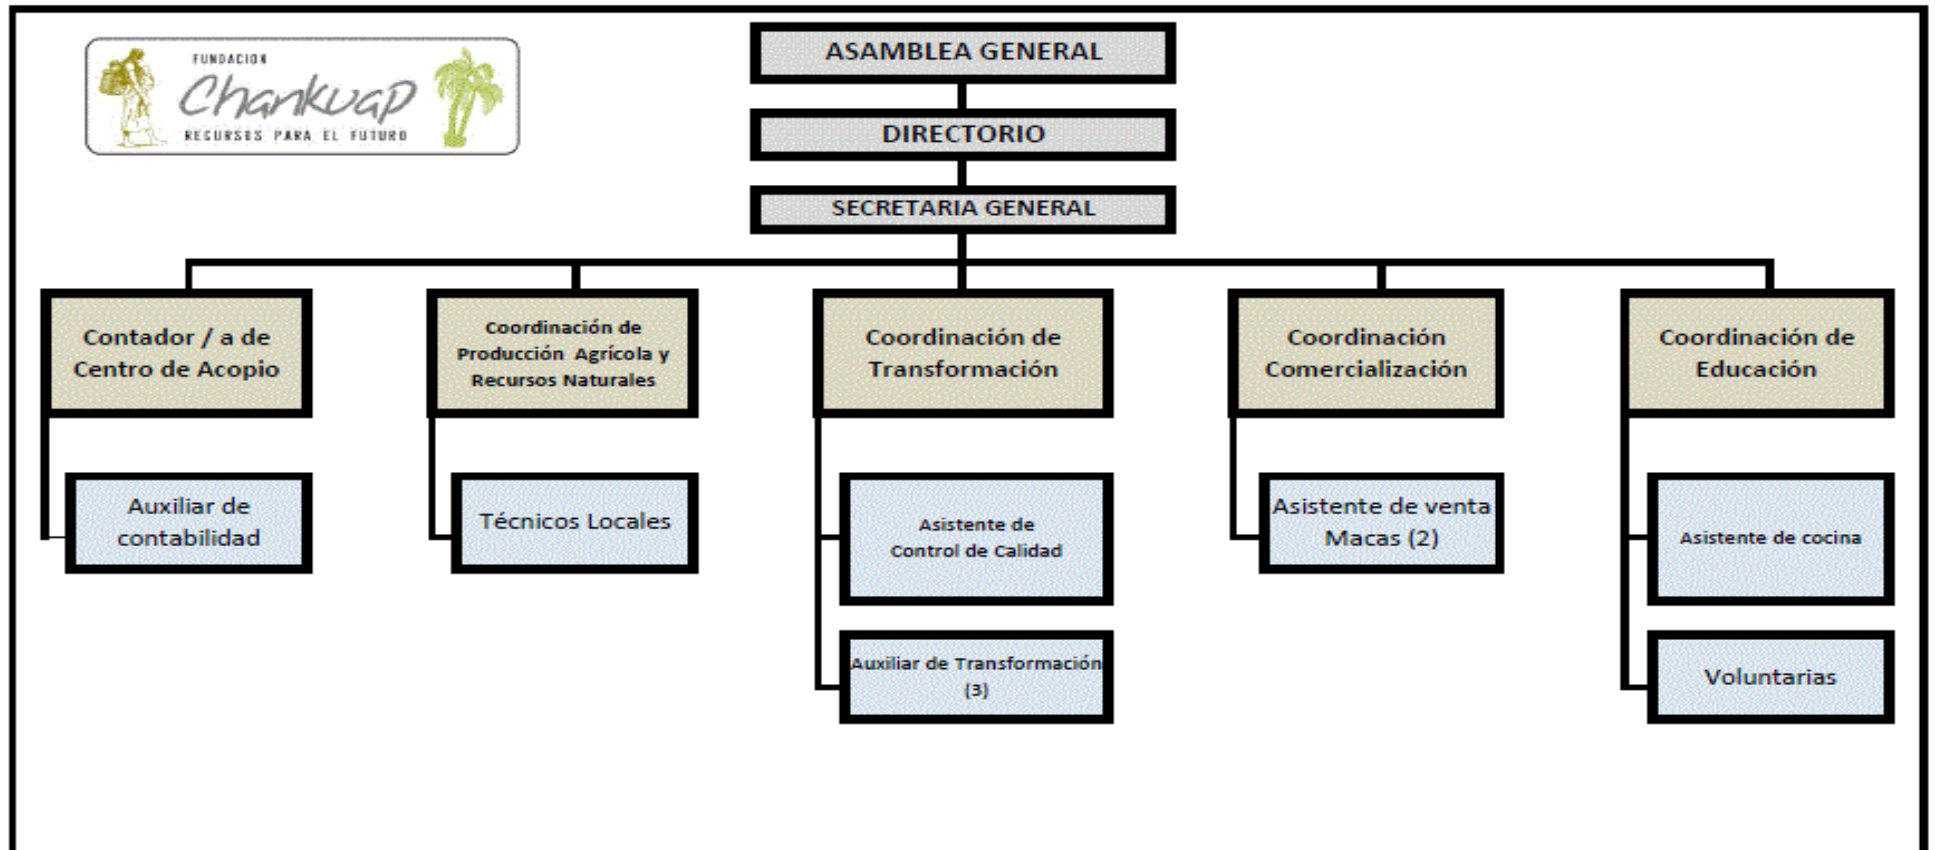 FUNDACION
Chankuap
RECURSOS PARA EL FUTURO
ASAMBLEA GENERAL
DIRECTORIO
SECRETARIA GENERAL
Contador / a de
Centro de Acopio
Coordinación de
Producción Agrícola y
Recursos Naturales
Coordinación de
Transformación
Coordinación
Comercialización
Coordinación de
Educación
Auxiliar de
contabilidad
Técnicos Locales
Asistente de
Control de Calidad
Asistente de venta
Macas (2)
Asistente de cocina
Auxiliar de Transformación
(3)
Voluntarias